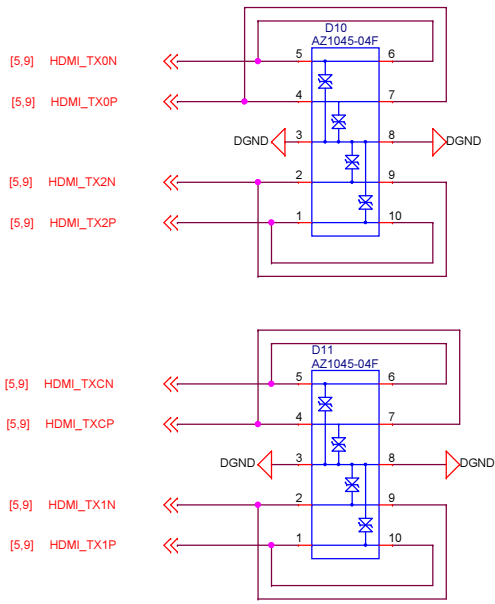 D10
AZ1045-04F
[5,9] HDMI_TX0N 5 6
[5,9] HDMI_TX0P 4 7
DGND 3 8 DGND
[5,9] HDMI_TX2N 2 9
[5,9] HDMI_TX2P 1 10
D11
AZ1045-04F
[5,9] HDMI_TXCN 5 6
[5,9] HDMI_TXCP 4 7
DGND 3 8 DGND
[5,9] HDMI_TX1N 2 9
[5,9] HDMI_TX1P 1 10